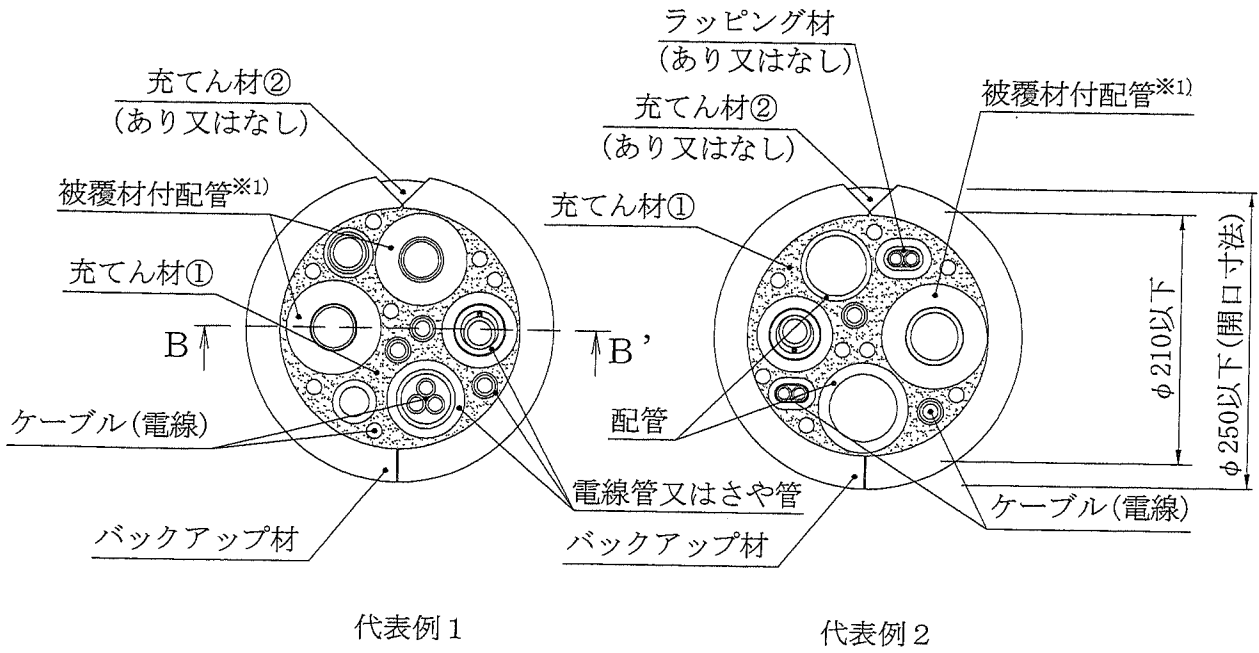 充てん材②
(あり又はなし)
被覆材付配管※1)
充てん材①
B
B’
ケーブル(電線)
電線管又はさや管
バックアップ材
代表例1
ラッピング材
(あり又はなし)
充てん材②
(あり又はなし)
被覆材付配管※1)
充てん材①
配管
φ210以下
φ250以下(開口寸法)
ケーブル(電線)
バックアップ材
代表例2